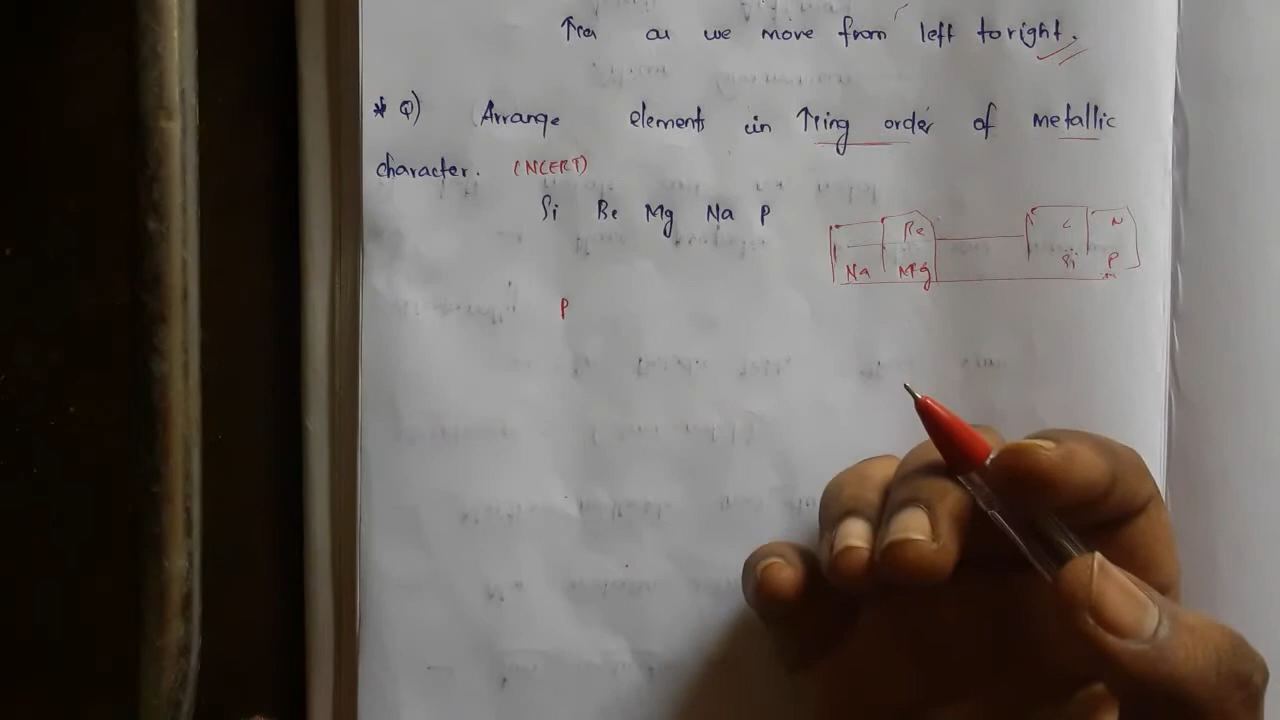 ↑ses as we move from left to right.
* Q) Arrange elements in ↑ing order of metallic
character. (NCERT)
Si Be Mg Na P
Be C N
Na Mg Si P
P